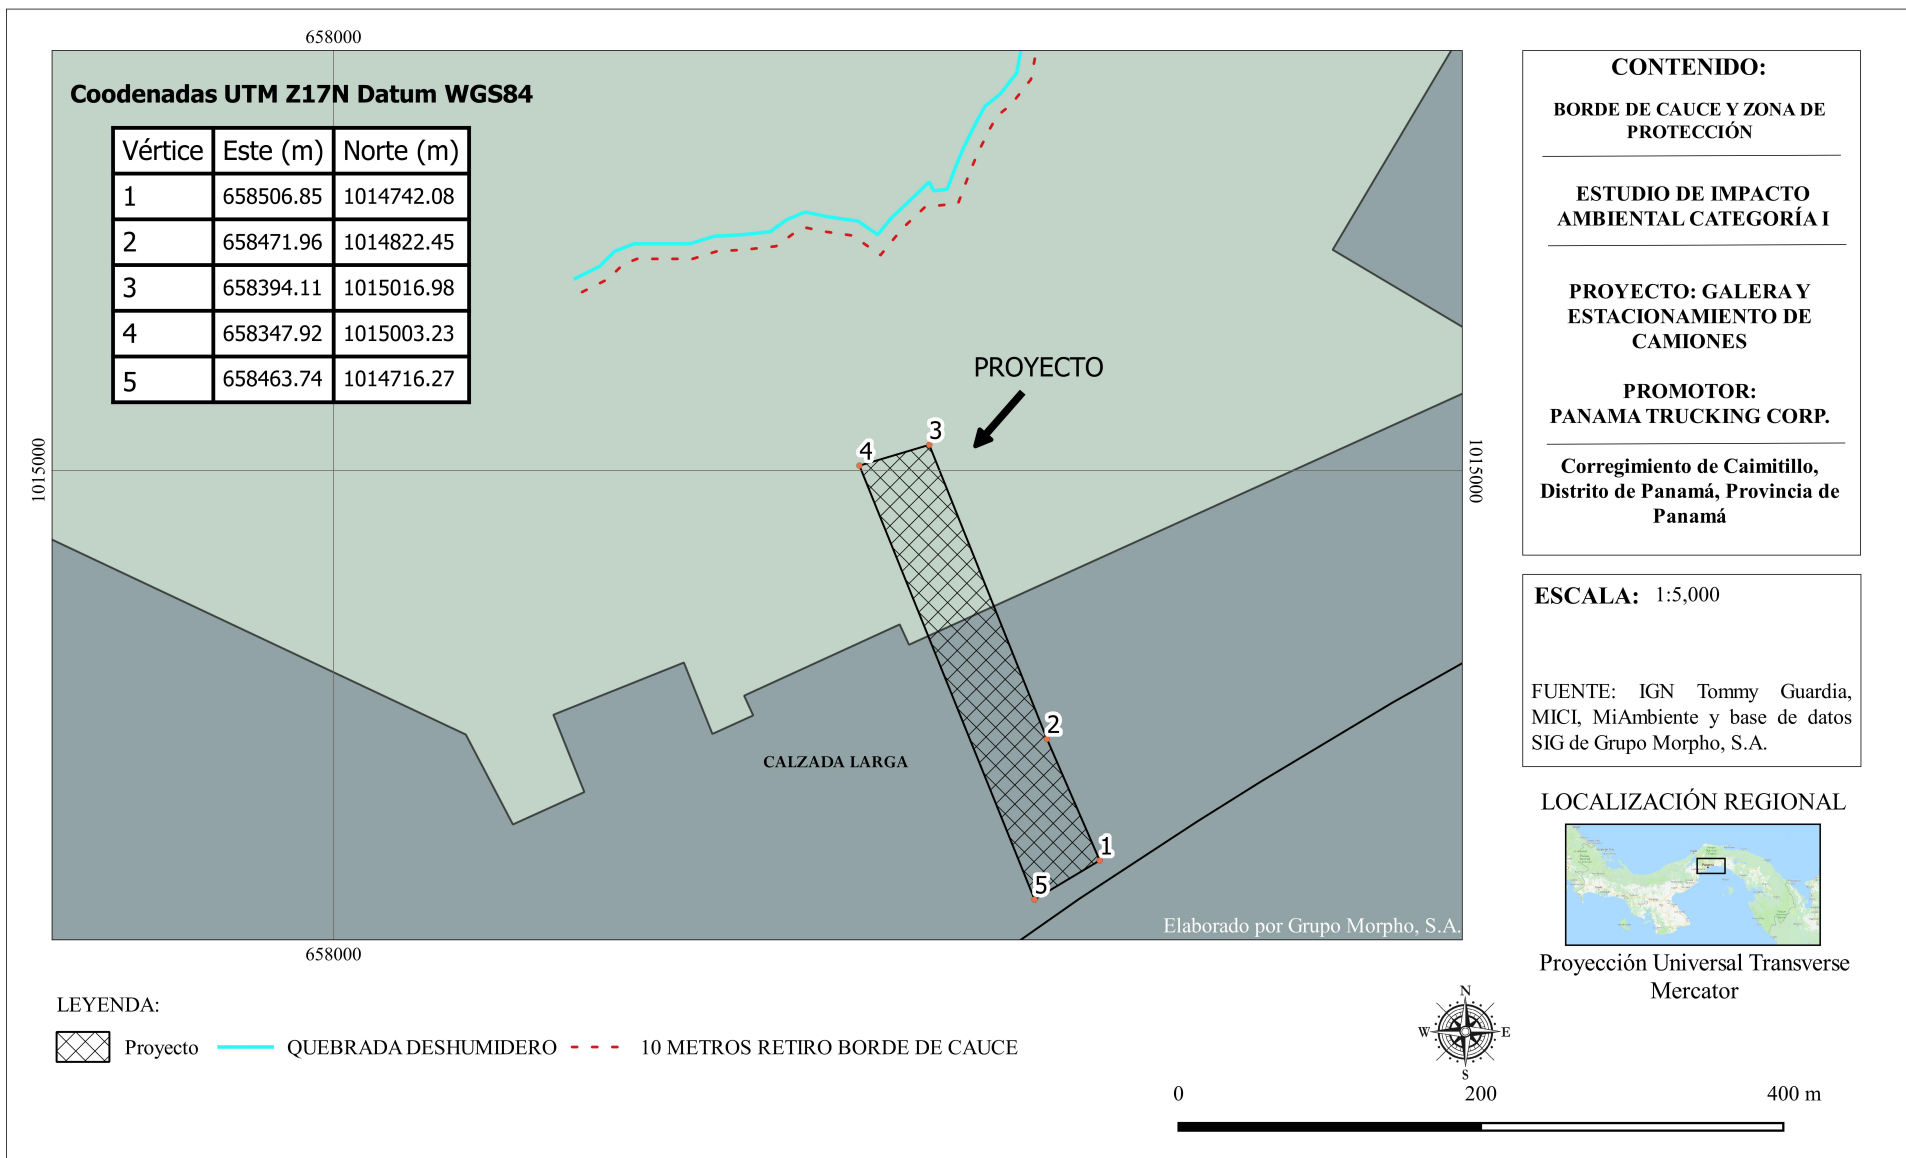 658000
Coodenadas UTM Z17N Datum WGS84
Vértice Este (m) Norte (m)
1 658506.85 1014742.08
2 658471.96 1014822.45
3 658394.11 1015016.98
4 658347.92 1015003.23
5 658463.74 1014716.27
PROYECTO
3
4
2
1
5
1015000
1015000
CALZADA LARGA
Elaborado por Grupo Morpho, S.A.
658000
LEYENDA:
Proyecto QUEBRADA DESHUMIDERO 10 METROS RETIRO BORDE DE CAUCE
CONTENIDO:
BORDE DE CAUCE Y ZONA DE
PROTECCIÓN
ESTUDIO DE IMPACTO
AMBIENTAL CATEGORÍA I
PROYECTO: GALERA Y
ESTACIONAMIENTO DE
CAMIONES
PROMOTOR:
PANAMA TRUCKING CORP.
Corregimiento de Caimitillo,
Distrito de Panamá, Provincia de
Panamá
ESCALA: 1:5,000
FUENTE: IGN Tommy Guardia,
MICI, MiAmbiente y base de datos
SIG de Grupo Morpho, S.A.
LOCALIZACIÓN REGIONAL
Proyección Universal Transverse
Mercator
N
W E
S
0 200 400 m